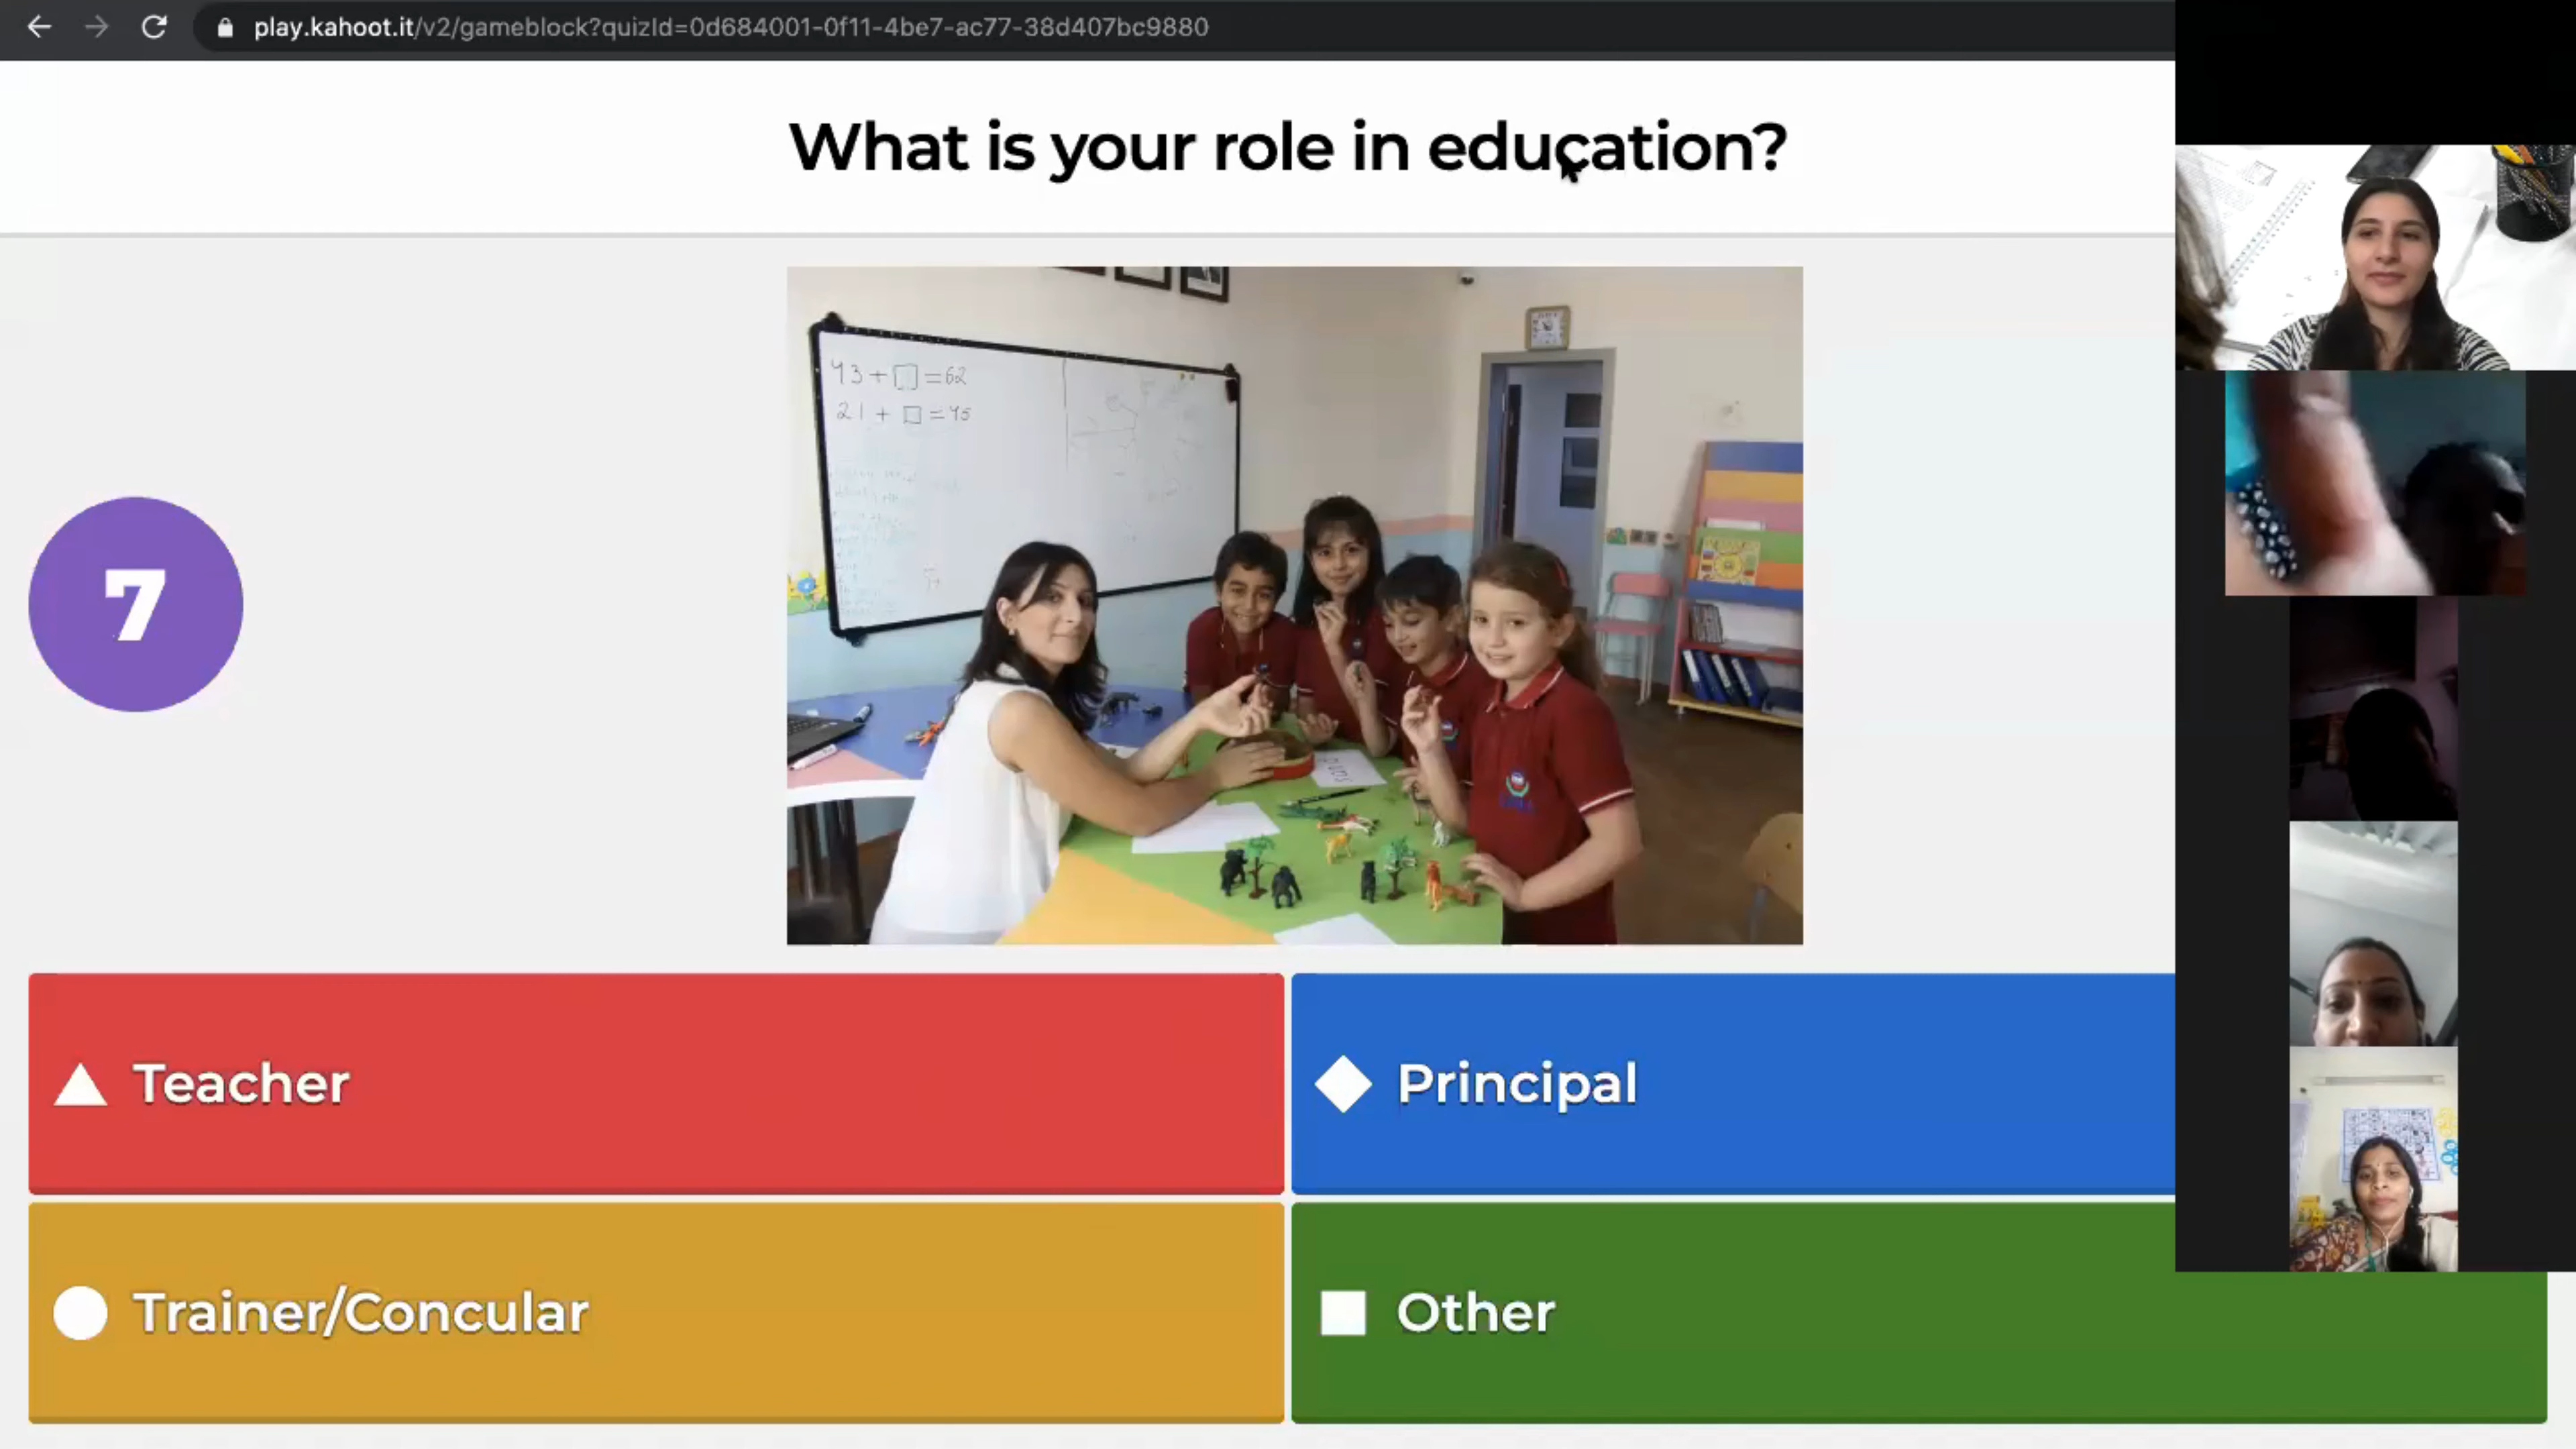 play.kahoot.it/v2/gameblock?quizId=0d684001-0f11-4be7-ac77-38d407bc9880
What is your role in education?
43 + □ = 62
21 + □ = 45
7
Teacher
Principal
Trainer/Concular
Other